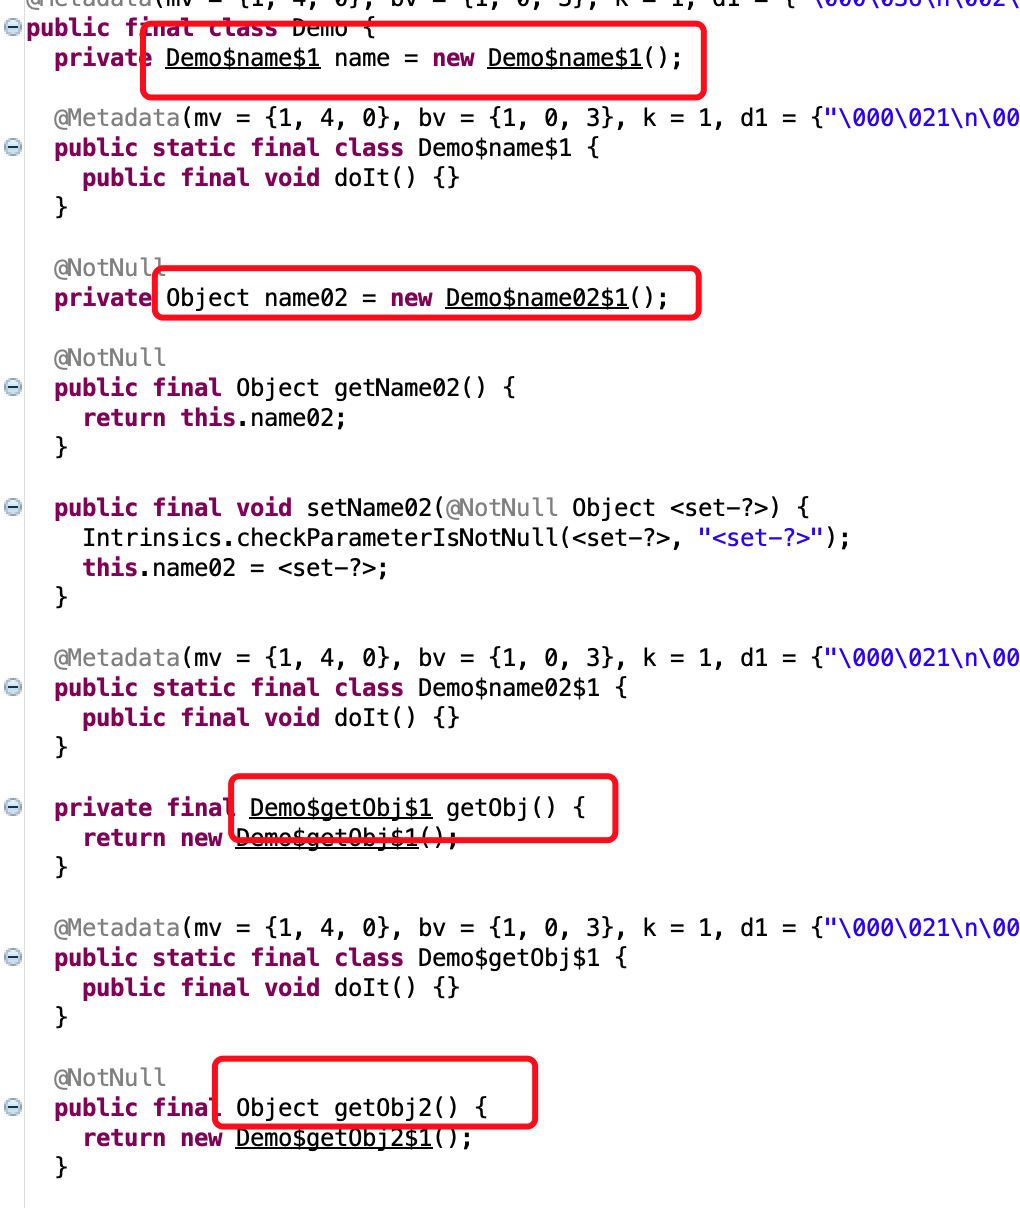 @Metadata(mv = {1, 4, 0}, bv = {1, 0, 3}, k = 1, d1 = {
public final class Demo {
private Demo$name$1 name = new Demo$name$1();
@Metadata(mv = {1, 4, 0}, bv = {1, 0, 3}, k = 1, d1 = {"\000\021\n\00
public static final class Demo$name$1 {
public final void doIt() {}
}
@NotNull
private Object name02 = new Demo$name02$1();
@NotNull
public final Object getName02() {
return this.name02;
}
public final void setName02(@NotNull Object <set-?>) {
Intrinsics.checkParameterIsNotNull(<set-?>, "<set-?>");
this.name02 = <set-?>;
}
@Metadata(mv = {1, 4, 0}, bv = {1, 0, 3}, k = 1, d1 = {"\000\021\n\00
public static final class Demo$name02$1 {
public final void doIt() {}
}
private final Demo$getObj$1 getObj() {
return new Demo$getObj$1();
}
@Metadata(mv = {1, 4, 0}, bv = {1, 0, 3}, k = 1, d1 = {"\000\021\n\00
public static final class Demo$getObj$1 {
public final void doIt() {}
}
@NotNull
public final Object getObj2() {
return new Demo$getObj2$1();
}